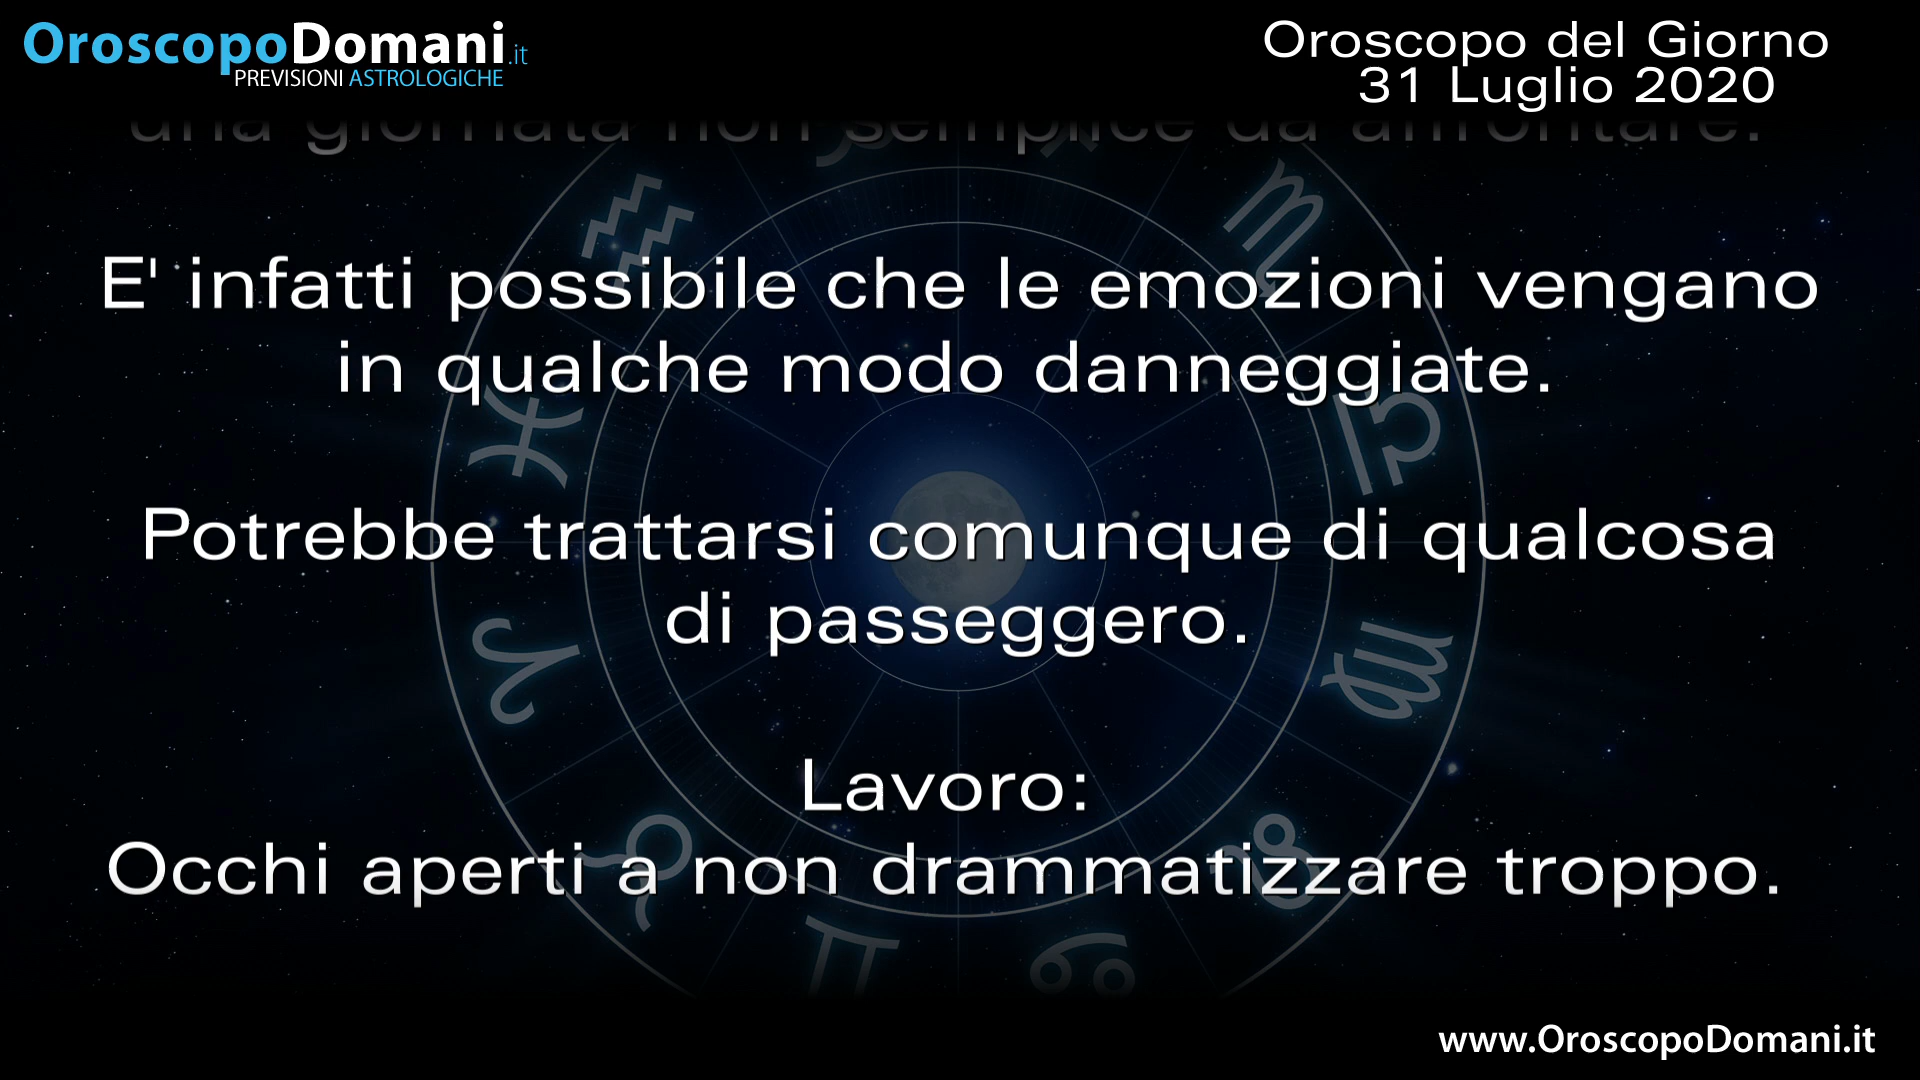 OroscopoDomani.it
PREVISIONI ASTROLOGICHE
Oroscopo del Giorno
31 Luglio 2020
una giornata non semplice da affrontare.
E' infatti possibile che le emozioni vengano
in qualche modo danneggiate.
Potrebbe trattarsi comunque di qualcosa
di passeggero.
Lavoro:
Occhi aperti a non drammatizzare troppo.
www.OroscopoDomani.it